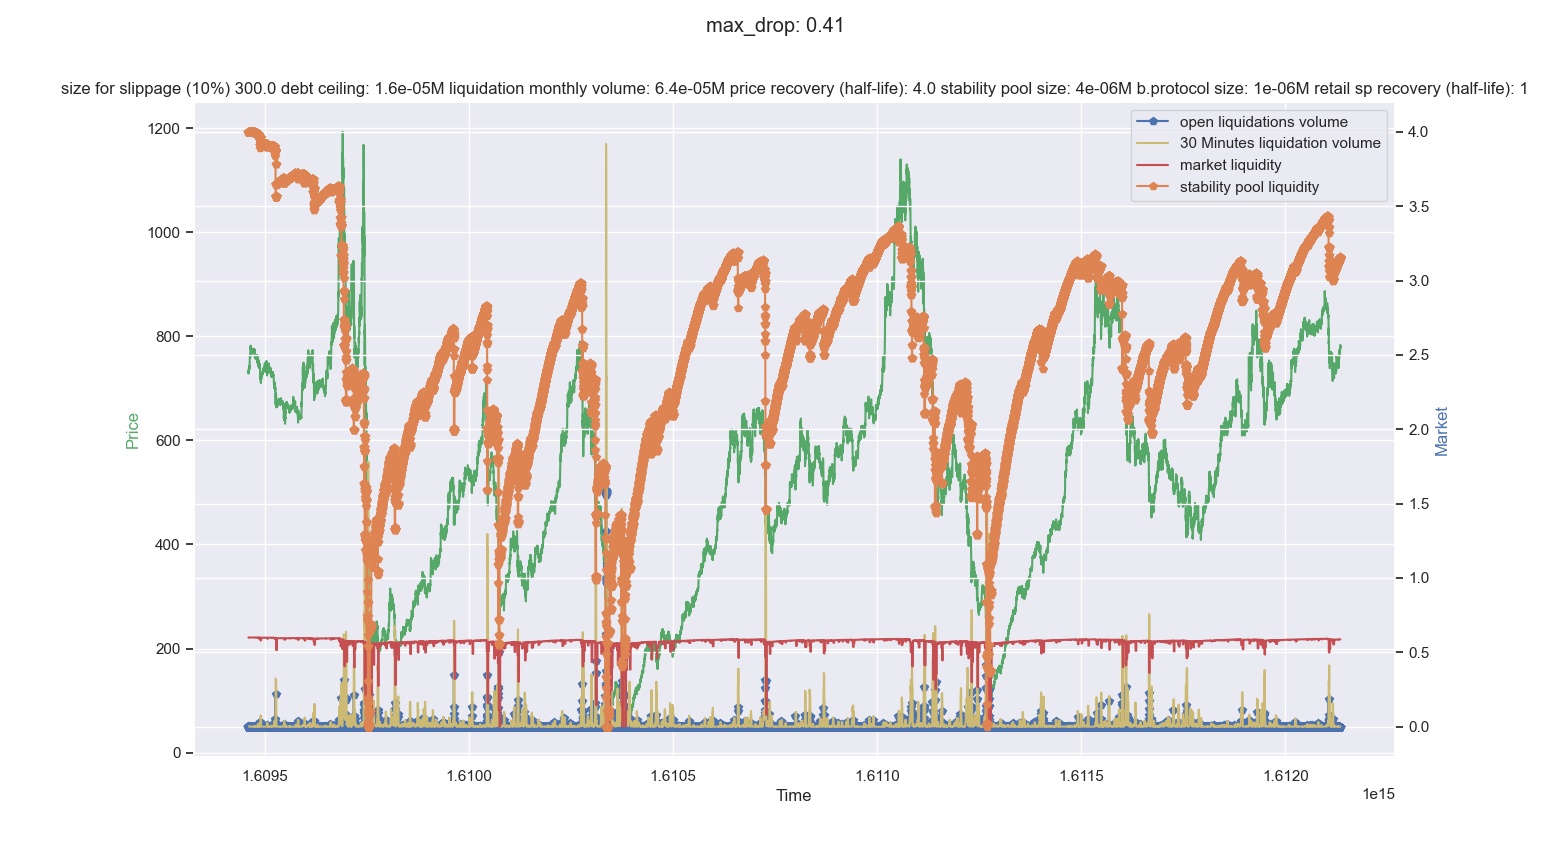 max_drop: 0.41
size for slippage (10%) 300.0 debt ceiling: 1.6e-05M liquidation monthly volume: 6.4e-05M price recovery (half-life): 4.0 stability pool size: 4e-06M b.protocol size: 1e-06M retail sp recovery (half-life): 1
open liquidations volume
30 Minutes liquidation volume
market liquidity
stability pool liquidity
1200
1000
800
600
400
200
0
Price
4.0
3.5
3.0
2.5
2.0
1.5
1.0
0.5
0.0
Market
1.6095
1.6100
1.6105
1.6110
1.6115
1.6120
Time
1e15